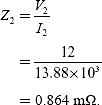 Z₂ = V₂/I₂
= 12/13.88×10³
= 0.864 mΩ.